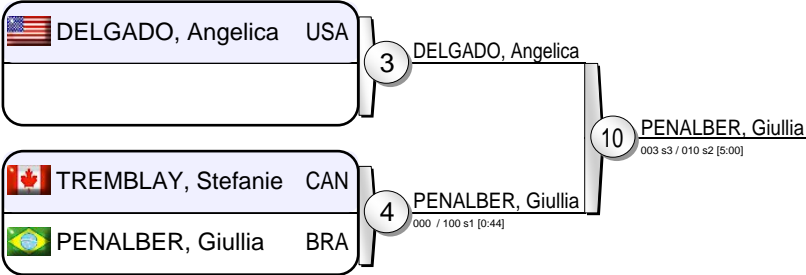 DELGADO, Angelica USA
3
DELGADO, Angelica
10
PENALBER, Giullia
003 s3 / 010 s2 [5:00]
TREMBLAY, Stefanie CAN
PENALBER, Giullia BRA
4
PENALBER, Giullia
000 / 100 s1 [0:44]